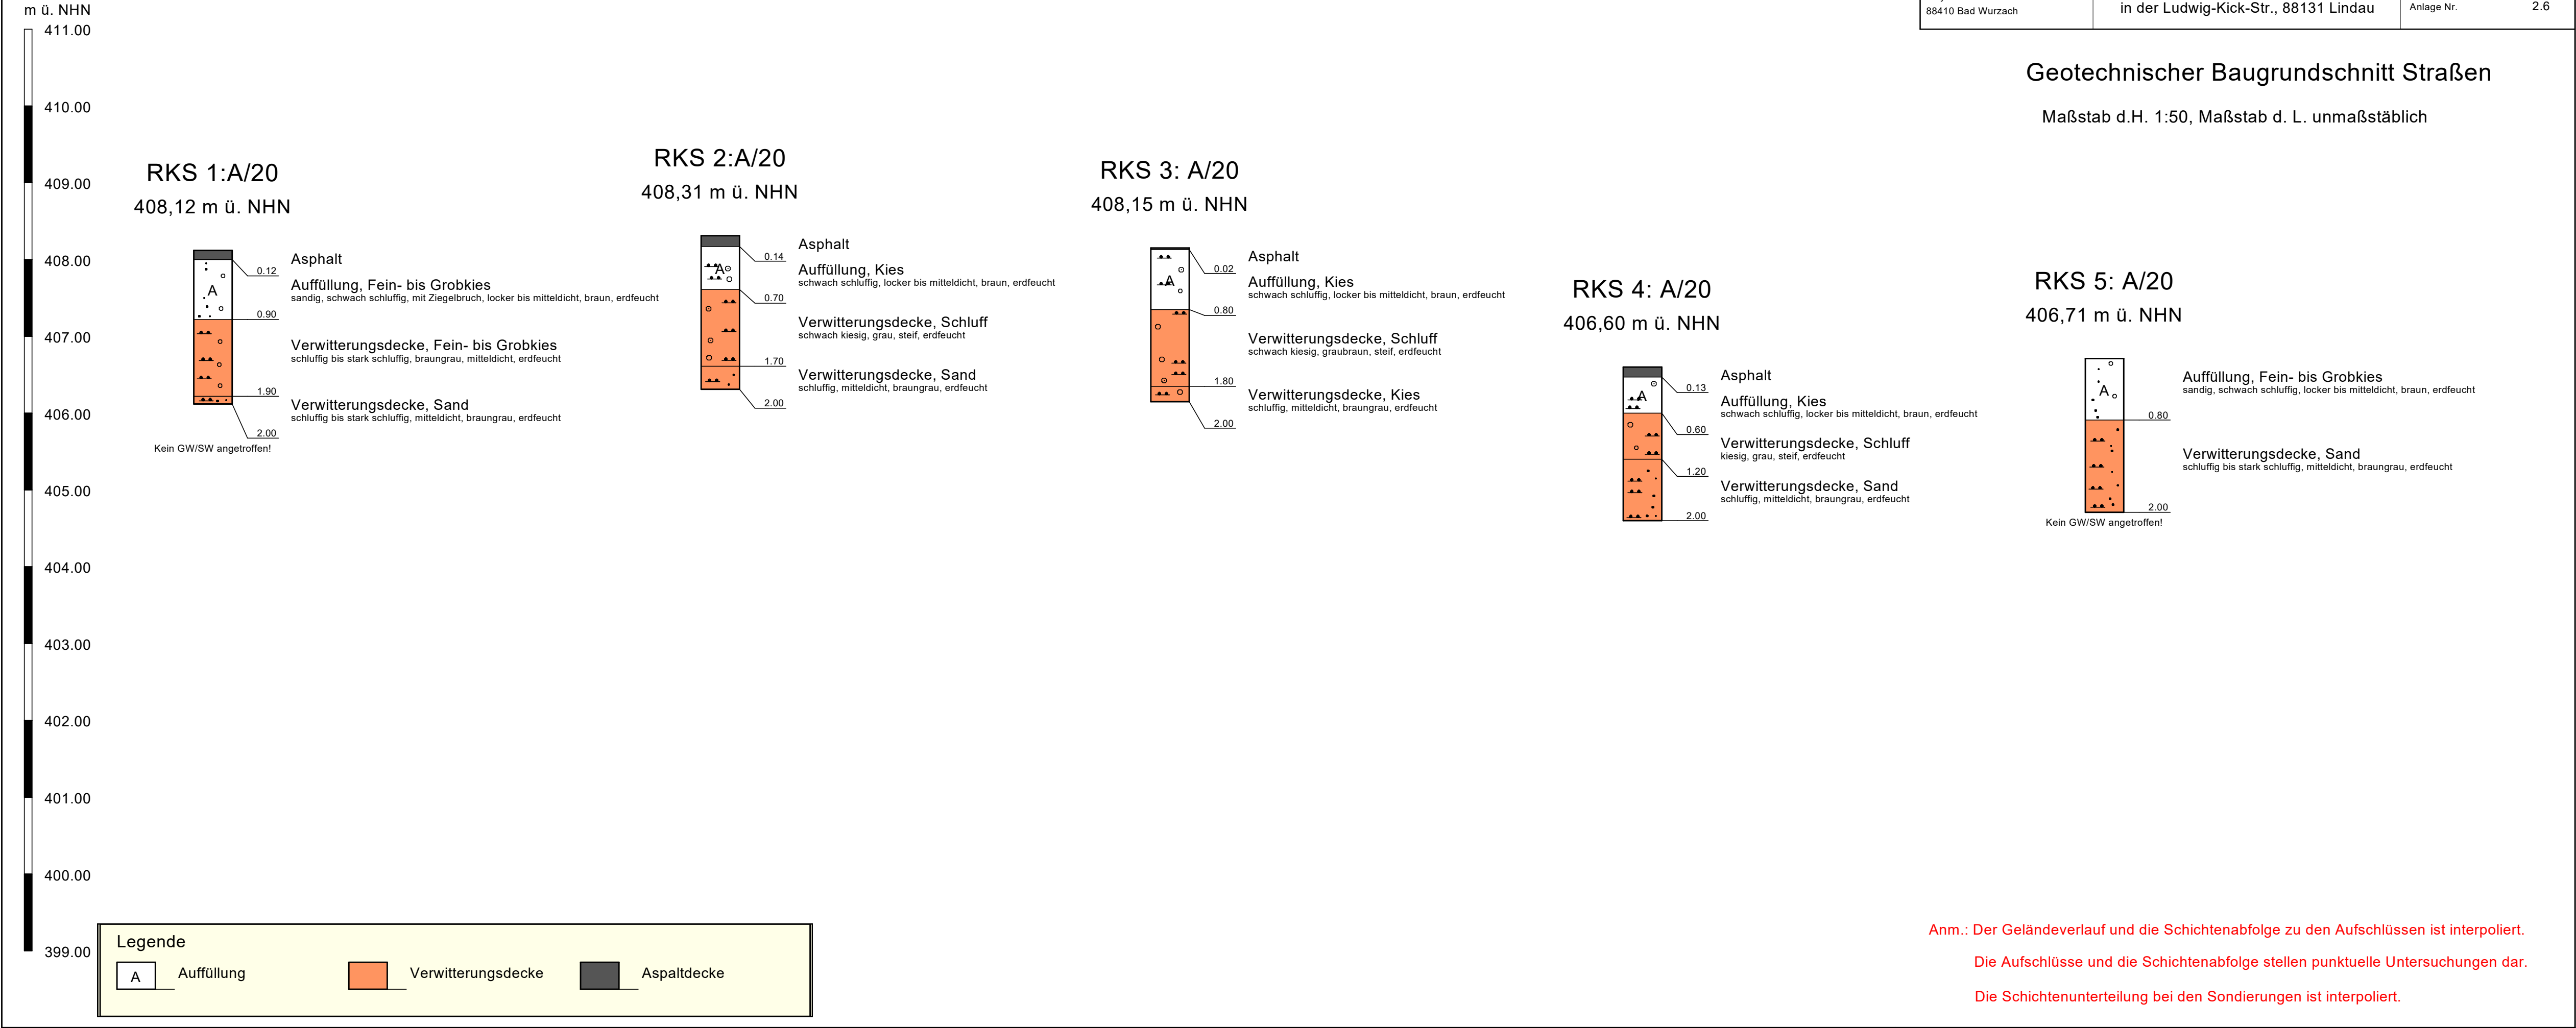 m ü. NHN
88410 Bad Wurzach
in der Ludwig-Kick-Str., 88131 Lindau
Anlage Nr.
2.6
Geotechnischer Baugrundschnitt Straßen
Maßstab d.H. 1:50, Maßstab d. L. unmaßstäblich
411.00
410.00
409.00
408.00
407.00
406.00
405.00
404.00
403.00
402.00
401.00
400.00
399.00
RKS 1:A/20
408,12 m ü. NHN
A
0.12
Asphalt
Auffüllung, Fein- bis Grobkies
sandig, schwach schluffig, mit Ziegelbruch, locker bis mitteldicht, braun, erdfeucht
0.90
Verwitterungsdecke, Fein- bis Grobkies
schluffig bis stark schluffig, braungrau, mitteldicht, erdfeucht
1.90
Verwitterungsdecke, Sand
schluffig bis stark schluffig, mitteldicht, braungrau, erdfeucht
2.00
Kein GW/SW angetroffen!
RKS 2:A/20
408,31 m ü. NHN
A
Asphalt
0.14
Auffüllung, Kies
schwach schluffig, locker bis mitteldicht, braun, erdfeucht
0.70
Verwitterungsdecke, Schluff
schwach kiesig, grau, steif, erdfeucht
1.70
Verwitterungsdecke, Sand
schluffig, mitteldicht, braungrau, erdfeucht
2.00
RKS 3: A/20
408,15 m ü. NHN
A
Asphalt
0.02
Auffüllung, Kies
schwach schluffig, locker bis mitteldicht, braun, erdfeucht
0.80
Verwitterungsdecke, Schluff
schwach kiesig, graubraun, steif, erdfeucht
1.80
Verwitterungsdecke, Kies
schluffig, mitteldicht, braungrau, erdfeucht
2.00
RKS 4: A/20
406,60 m ü. NHN
A
Asphalt
0.13
Auffüllung, Kies
schwach schluffig, locker bis mitteldicht, braun, erdfeucht
0.60
Verwitterungsdecke, Schluff
kiesig, grau, steif, erdfeucht
1.20
Verwitterungsdecke, Sand
schluffig, mitteldicht, braungrau, erdfeucht
2.00
RKS 5: A/20
406,71 m ü. NHN
A
Auffüllung, Fein- bis Grobkies
sandig, schwach schluffig, locker bis mitteldicht, braun, erdfeucht
0.80
Verwitterungsdecke, Sand
schluffig bis stark schluffig, mitteldicht, braungrau, erdfeucht
2.00
Kein GW/SW angetroffen!
Legende
A Auffüllung
Verwitterungsdecke
Aspaltdecke
Anm.: Der Geländeverlauf und die Schichtenabfolge zu den Aufschlüssen ist interpoliert.
Die Aufschlüsse und die Schichtenabfolge stellen punktuelle Untersuchungen dar.
Die Schichtenunterteilung bei den Sondierungen ist interpoliert.